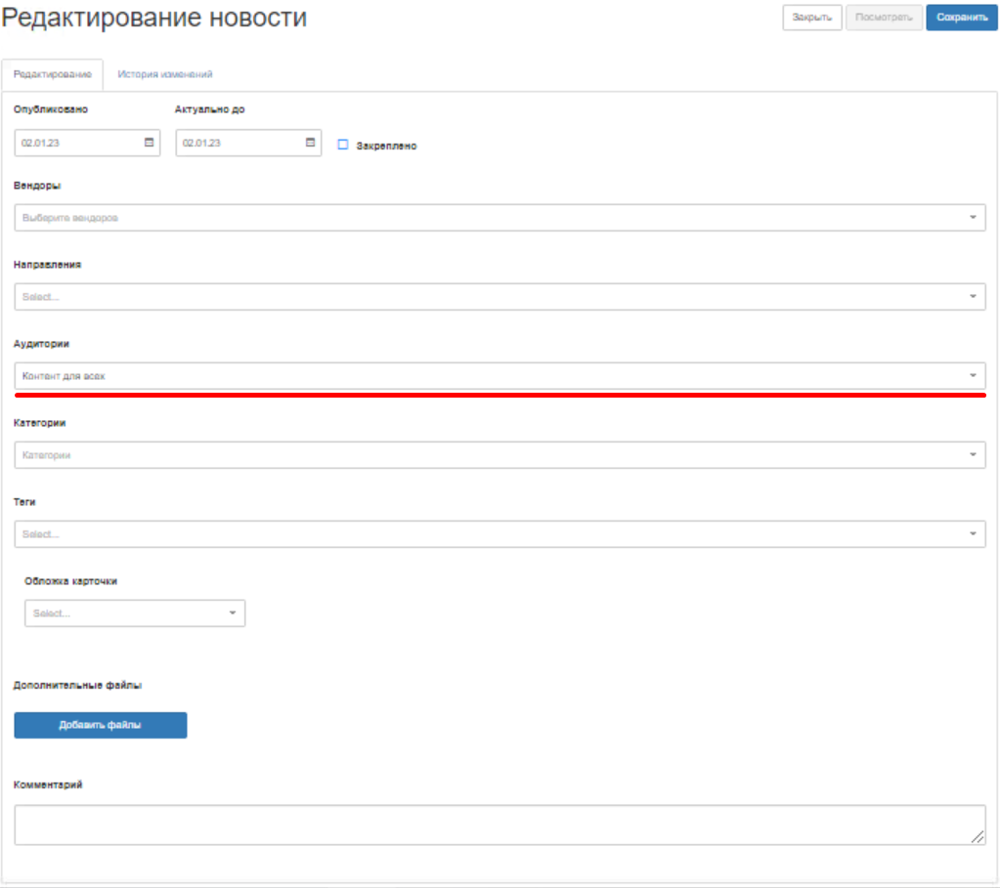 Редактирование новости
Закрыть Посмотреть Сохранить
Редактирование История изменений
Опубликовано Актуально до
02.01.23 02.01.23 Закреплено
Вендоры
Выберите вендоров
Направления
Select...
Аудитории
Контент для всех
Категории
Категории
Теги
Select...
Обложка карточки
Select...
Дополнительные файлы
Добавить файлы
Комментарий